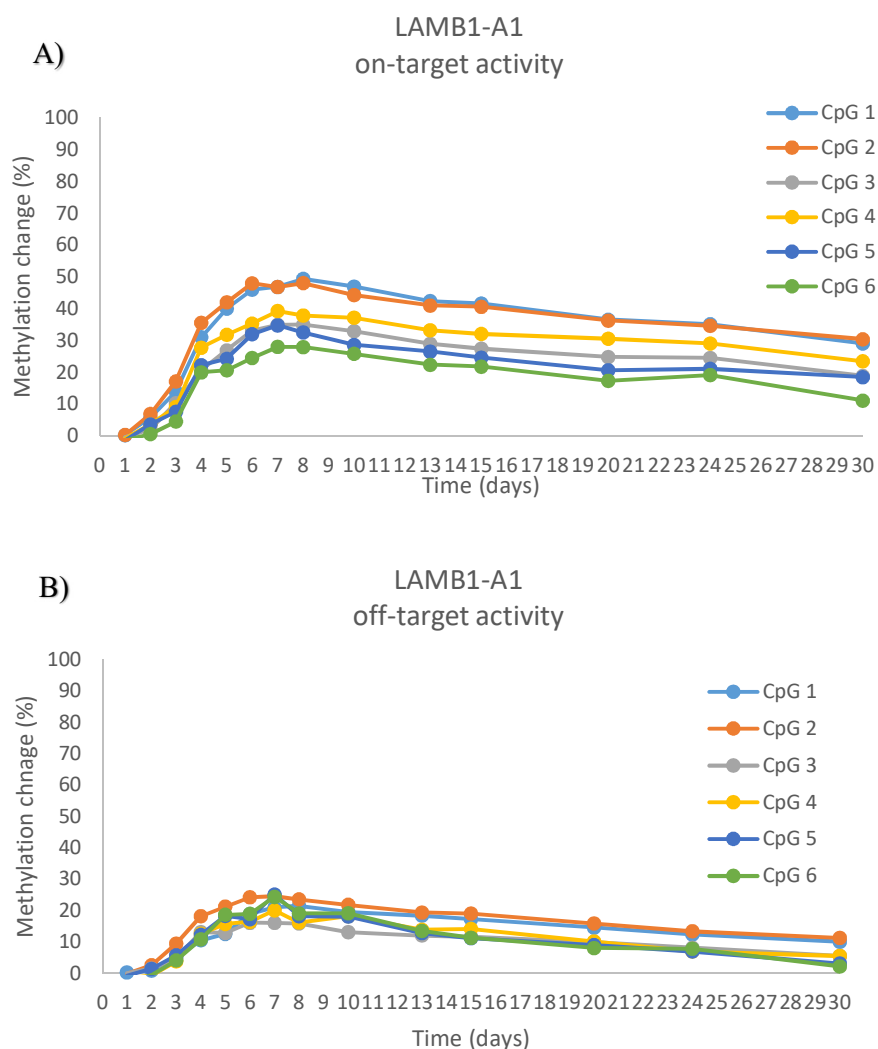 A)
LAMB1-A1
on-target activity
100
90
80
70
60
50
40
30
20
10
0
Methylation change (%)
CpG 1
CpG 2
CpG 3
CpG 4
CpG 5
CpG 6
0 1 2 3 4 5 6 7 8 9 10 11 12 13 14 15 16 17 18 19 20 21 22 23 24 25 26 27 28 29 30
Time (days)
B)
LAMB1-A1
off-target activity
100
90
80
70
60
50
40
30
20
10
0
Methylation chnage (%)
CpG 1
CpG 2
CpG 3
CpG 4
CpG 5
CpG 6
0 1 2 3 4 5 6 7 8 9 10 11 12 13 14 15 16 17 18 19 20 21 22 23 24 25 26 27 28 29 30
Time (days)